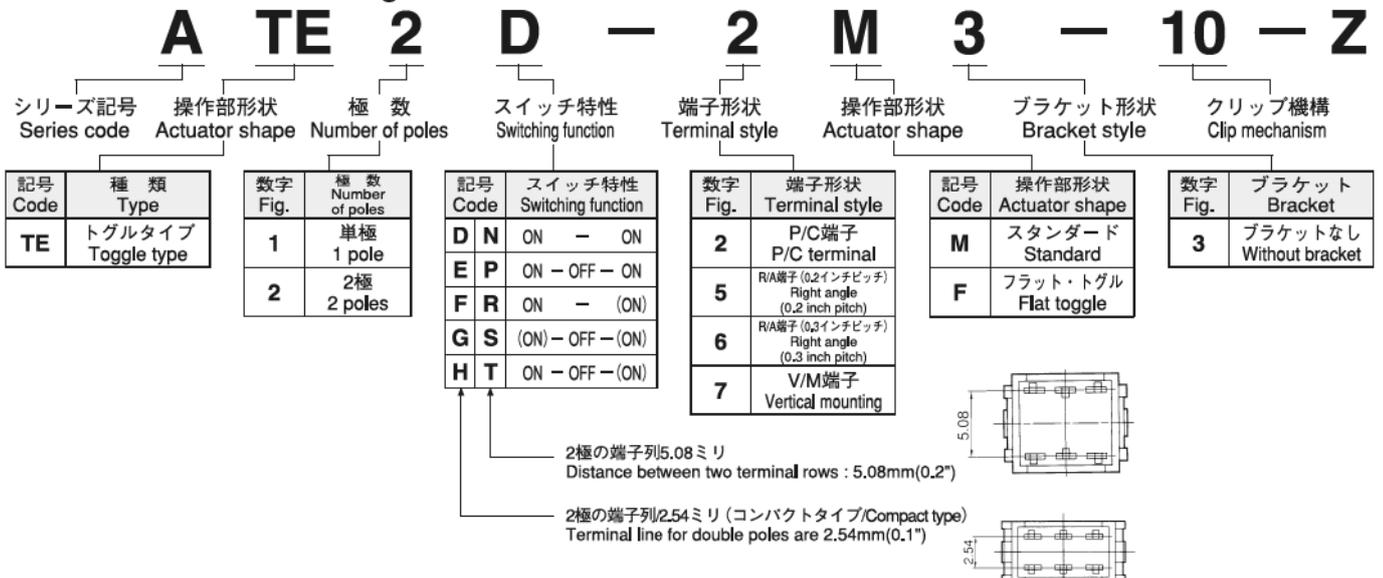 A TE 2 D － 2 M 3 － 10 － Z
シリーズ記号 操作部形状 極 数 スイッチ特性 端子形状 操作部形状 ブラケット形状 クリップ機構
Series code Actuator shape Number of poles Switching function Terminal style Actuator shape Bracket style Clip mechanism
記号 種 類
Code Type
TE トグルタイプ
Toggle type
数字 極 数
Fig. Number
of poles
1 単極
1 pole
2 2極
2 poles
記号 スイッチ特性
Code Switching function
D N ON － ON
E P ON － OFF － ON
F R ON － (ON)
G S (ON) － OFF － (ON)
H T ON － OFF － (ON)
数字 端子形状
Fig. Terminal style
2 P/C端子
P/C terminal
5 R/A端子(0.2インチピッチ)
Right angle
(0.2 inch pitch)
6 R/A端子(0.3インチピッチ)
Right angle
(0.3 inch pitch)
7 V/M端子
Vertical mounting
記号 操作部形状
Code Actuator shape
M スタンダード
Standard
F フラット・トグル
Flat toggle
数字 ブラケット
Fig. Bracket
3 ブラケットなし
Without bracket
5.08
2極の端子列5.08ミリ
Distance between two terminal rows : 5.08mm(0.2")
2極の端子列/2.54ミリ(コンパクトタイプ/Compact type)
Terminal line for double poles are 2.54mm(0.1")
2.54